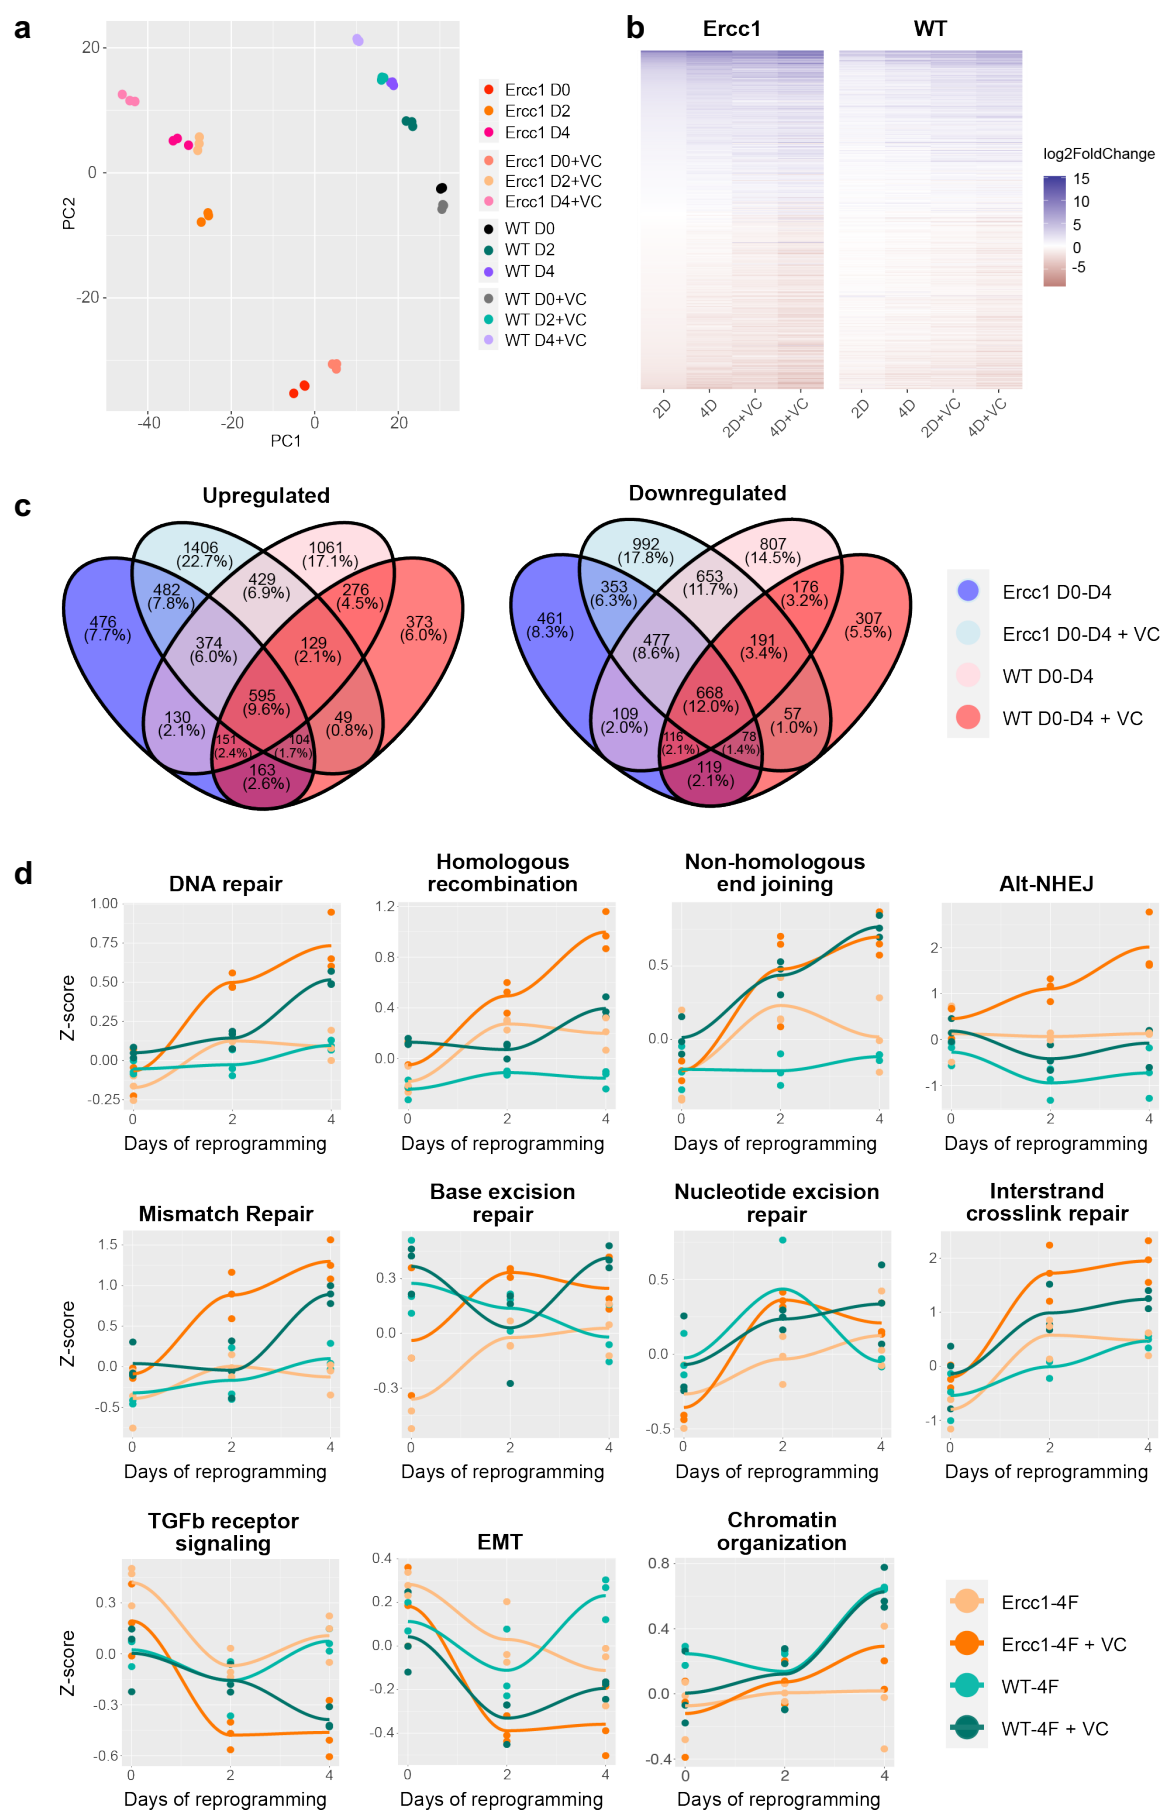 a
20
0
-20
PC2
-40
-20
0
20
PC1
Ercc1 D0
Ercc1 D2
Ercc1 D4
Ercc1 D0+VC
Ercc1 D2+VC
Ercc1 D4+VC
WT D0
WT D2
WT D4
WT D0+VC
WT D2+VC
WT D4+VC
b
Ercc1
WT
2D
4D
2D+VC
4D+VC
2D
4D
2D+VC
4D+VC
log2FoldChange
15
10
5
0
-5
c
Upregulated
1406
(22.7%)
1061
(17.1%)
429
(6.9%)
482
(7.8%)
276
(4.5%)
476
(7.7%)
373
(6.0%)
374
(6.0%)
129
(2.1%)
595
(9.6%)
130
(2.1%)
49
(0.8%)
151
(2.4%)
104
(1.7%)
163
(2.6%)
Downregulated
992
(17.8%)
807
(14.5%)
653
(11.7%)
353
(6.3%)
176
(3.2%)
461
(8.3%)
307
(5.5%)
477
(8.6%)
191
(3.4%)
668
(12.0%)
109
(2.0%)
57
(1.0%)
116
(2.1%)
78
(1.4%)
119
(2.1%)
Ercc1 D0-D4
Ercc1 D0-D4 + VC
WT D0-D4
WT D0-D4 + VC
d
DNA repair
1.00
0.75
0.50
0.25
0.00
-0.25
Z-score
0 2 4
Days of reprogramming
Homologous
recombination
1.2
0.8
0.4
0.0
0 2 4
Days of reprogramming
Non-homologous
end joining
0.5
0.0
0 2 4
Days of reprogramming
Alt-NHEJ
2
1
0
-1
0 2 4
Days of reprogramming
Mismatch Repair
1.5
1.0
0.5
0.0
-0.5
Z-score
0 2 4
Days of reprogramming
Base excision
repair
0.3
0.0
-0.3
0 2 4
Days of reprogramming
Nucleotide excision
repair
0.5
0.0
-0.5
0 2 4
Days of reprogramming
Interstrand
crosslink repair
2
1
0
-1
0 2 4
Days of reprogramming
TGFb receptor
signaling
0.3
0.0
-0.3
-0.6
Z-score
0 2 4
Days of reprogramming
EMT
0.4
0.2
0.0
-0.2
-0.4
0 2 4
Days of reprogramming
Chromatin
organization
0.8
0.4
0.0
-0.4
0 2 4
Days of reprogramming
Ercc1-4F
Ercc1-4F + VC
WT-4F
WT-4F + VC